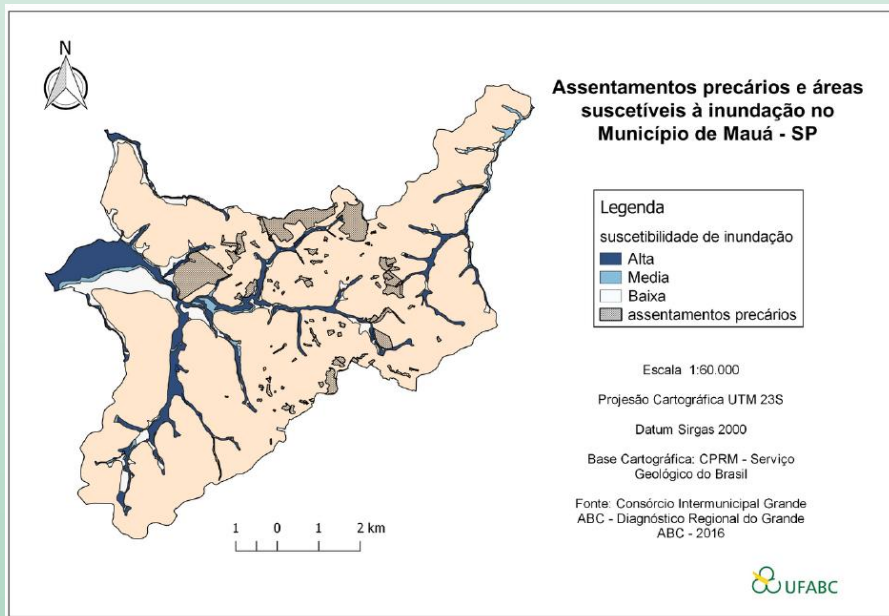 N
Assentamentos precários e áreas
suscetíveis à inundação no
Município de Mauá - SP
Legenda
suscetibilidade de inundação
Alta
Media
Baixa
assentamentos precários
Escala 1:60.000
Projesão Cartográfica UTM 23S
Datum Sirgas 2000
Base Cartográfica: CPRM - Serviço
Geológico do Brasil
Fonte: Consórcio Intermunicipal Grande
ABC - Diagnóstico Regional do Grande
ABC - 2016
1 0 1 2 km
UFABC